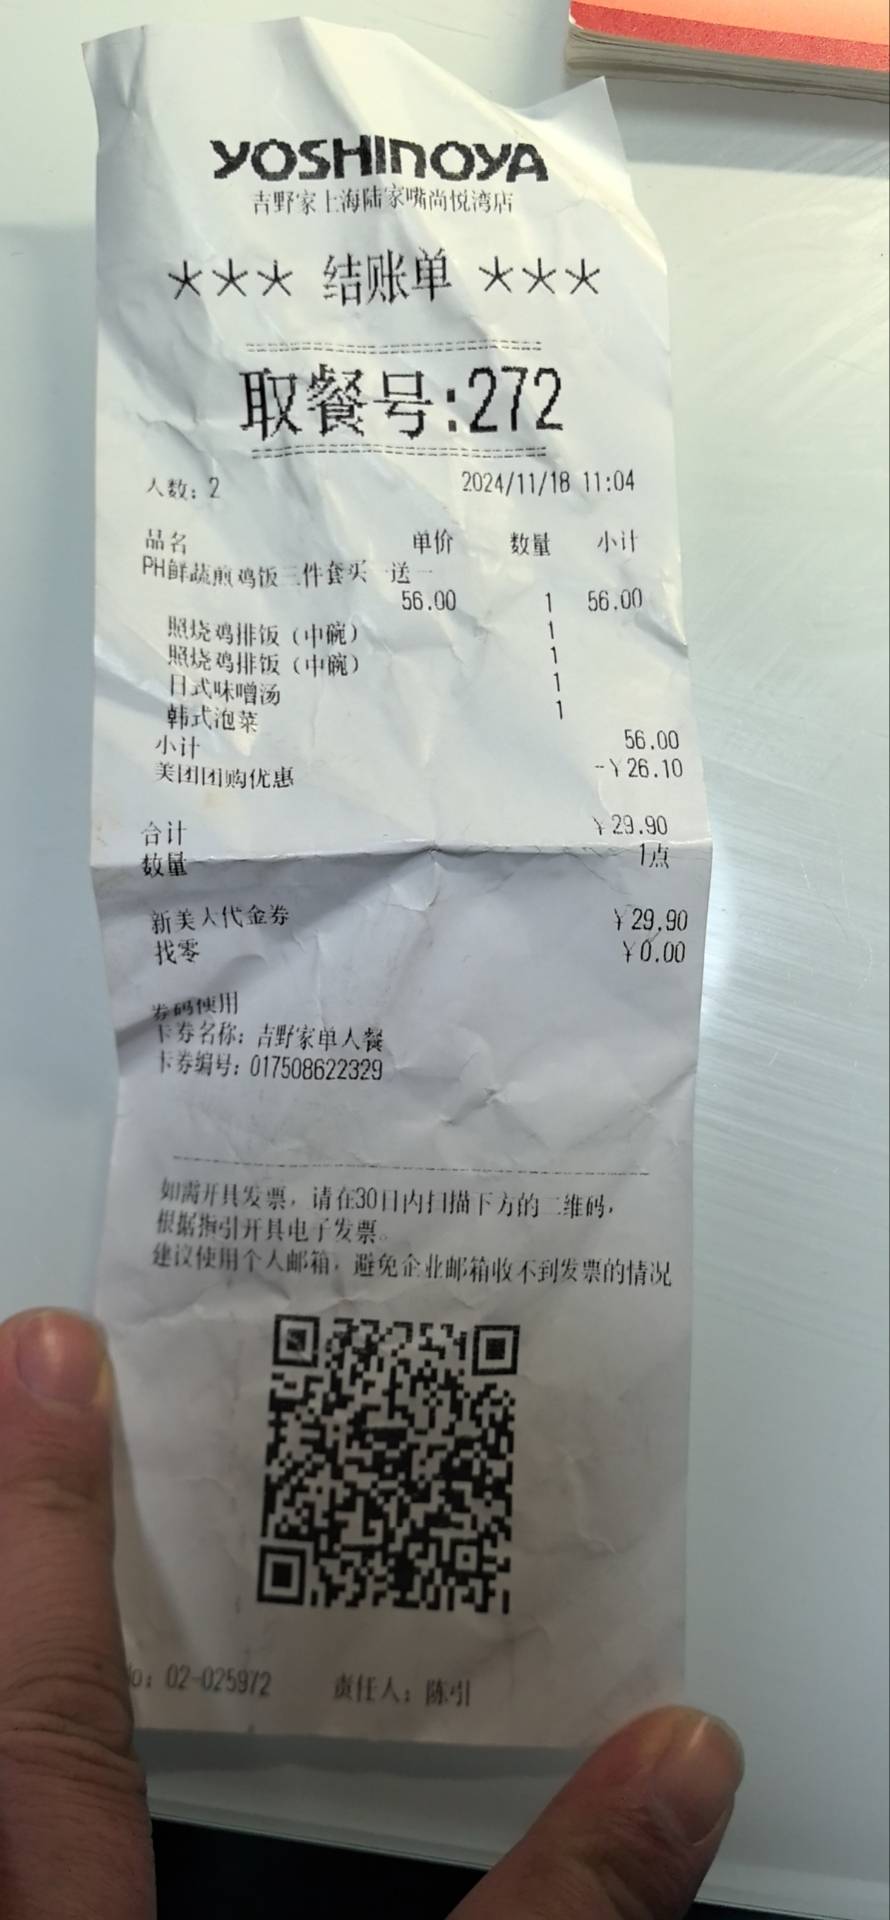 YOSHINOYA
吉野家上海陆家嘴尚悦湾店
*** 结账单 ***
取餐号:272
人数: 2 2024/11/18 11:04
品名 单价 数量 小计
PH鲜蔬煎鸡饭三件套买一送一
56.00 1 56.00
照烧鸡排饭（中碗） 1
照烧鸡排饭（中碗） 1
日式味噌汤 1
韩式泡菜 1
小计 56.00
美团团购优惠 -¥26.10
合计 ¥29.90
数量 1点
新美大代金券 ¥29.90
找零 ¥0.00
券码使用
卡券名称: 吉野家单人餐
卡券编号: 017508622329
如需开具发票，请在30日内扫描下方的二维码，
根据指引开具电子发票。
建议使用个人邮箱，避免企业邮箱收不到发票的情况
No: 02-025972 责任人: 陈引